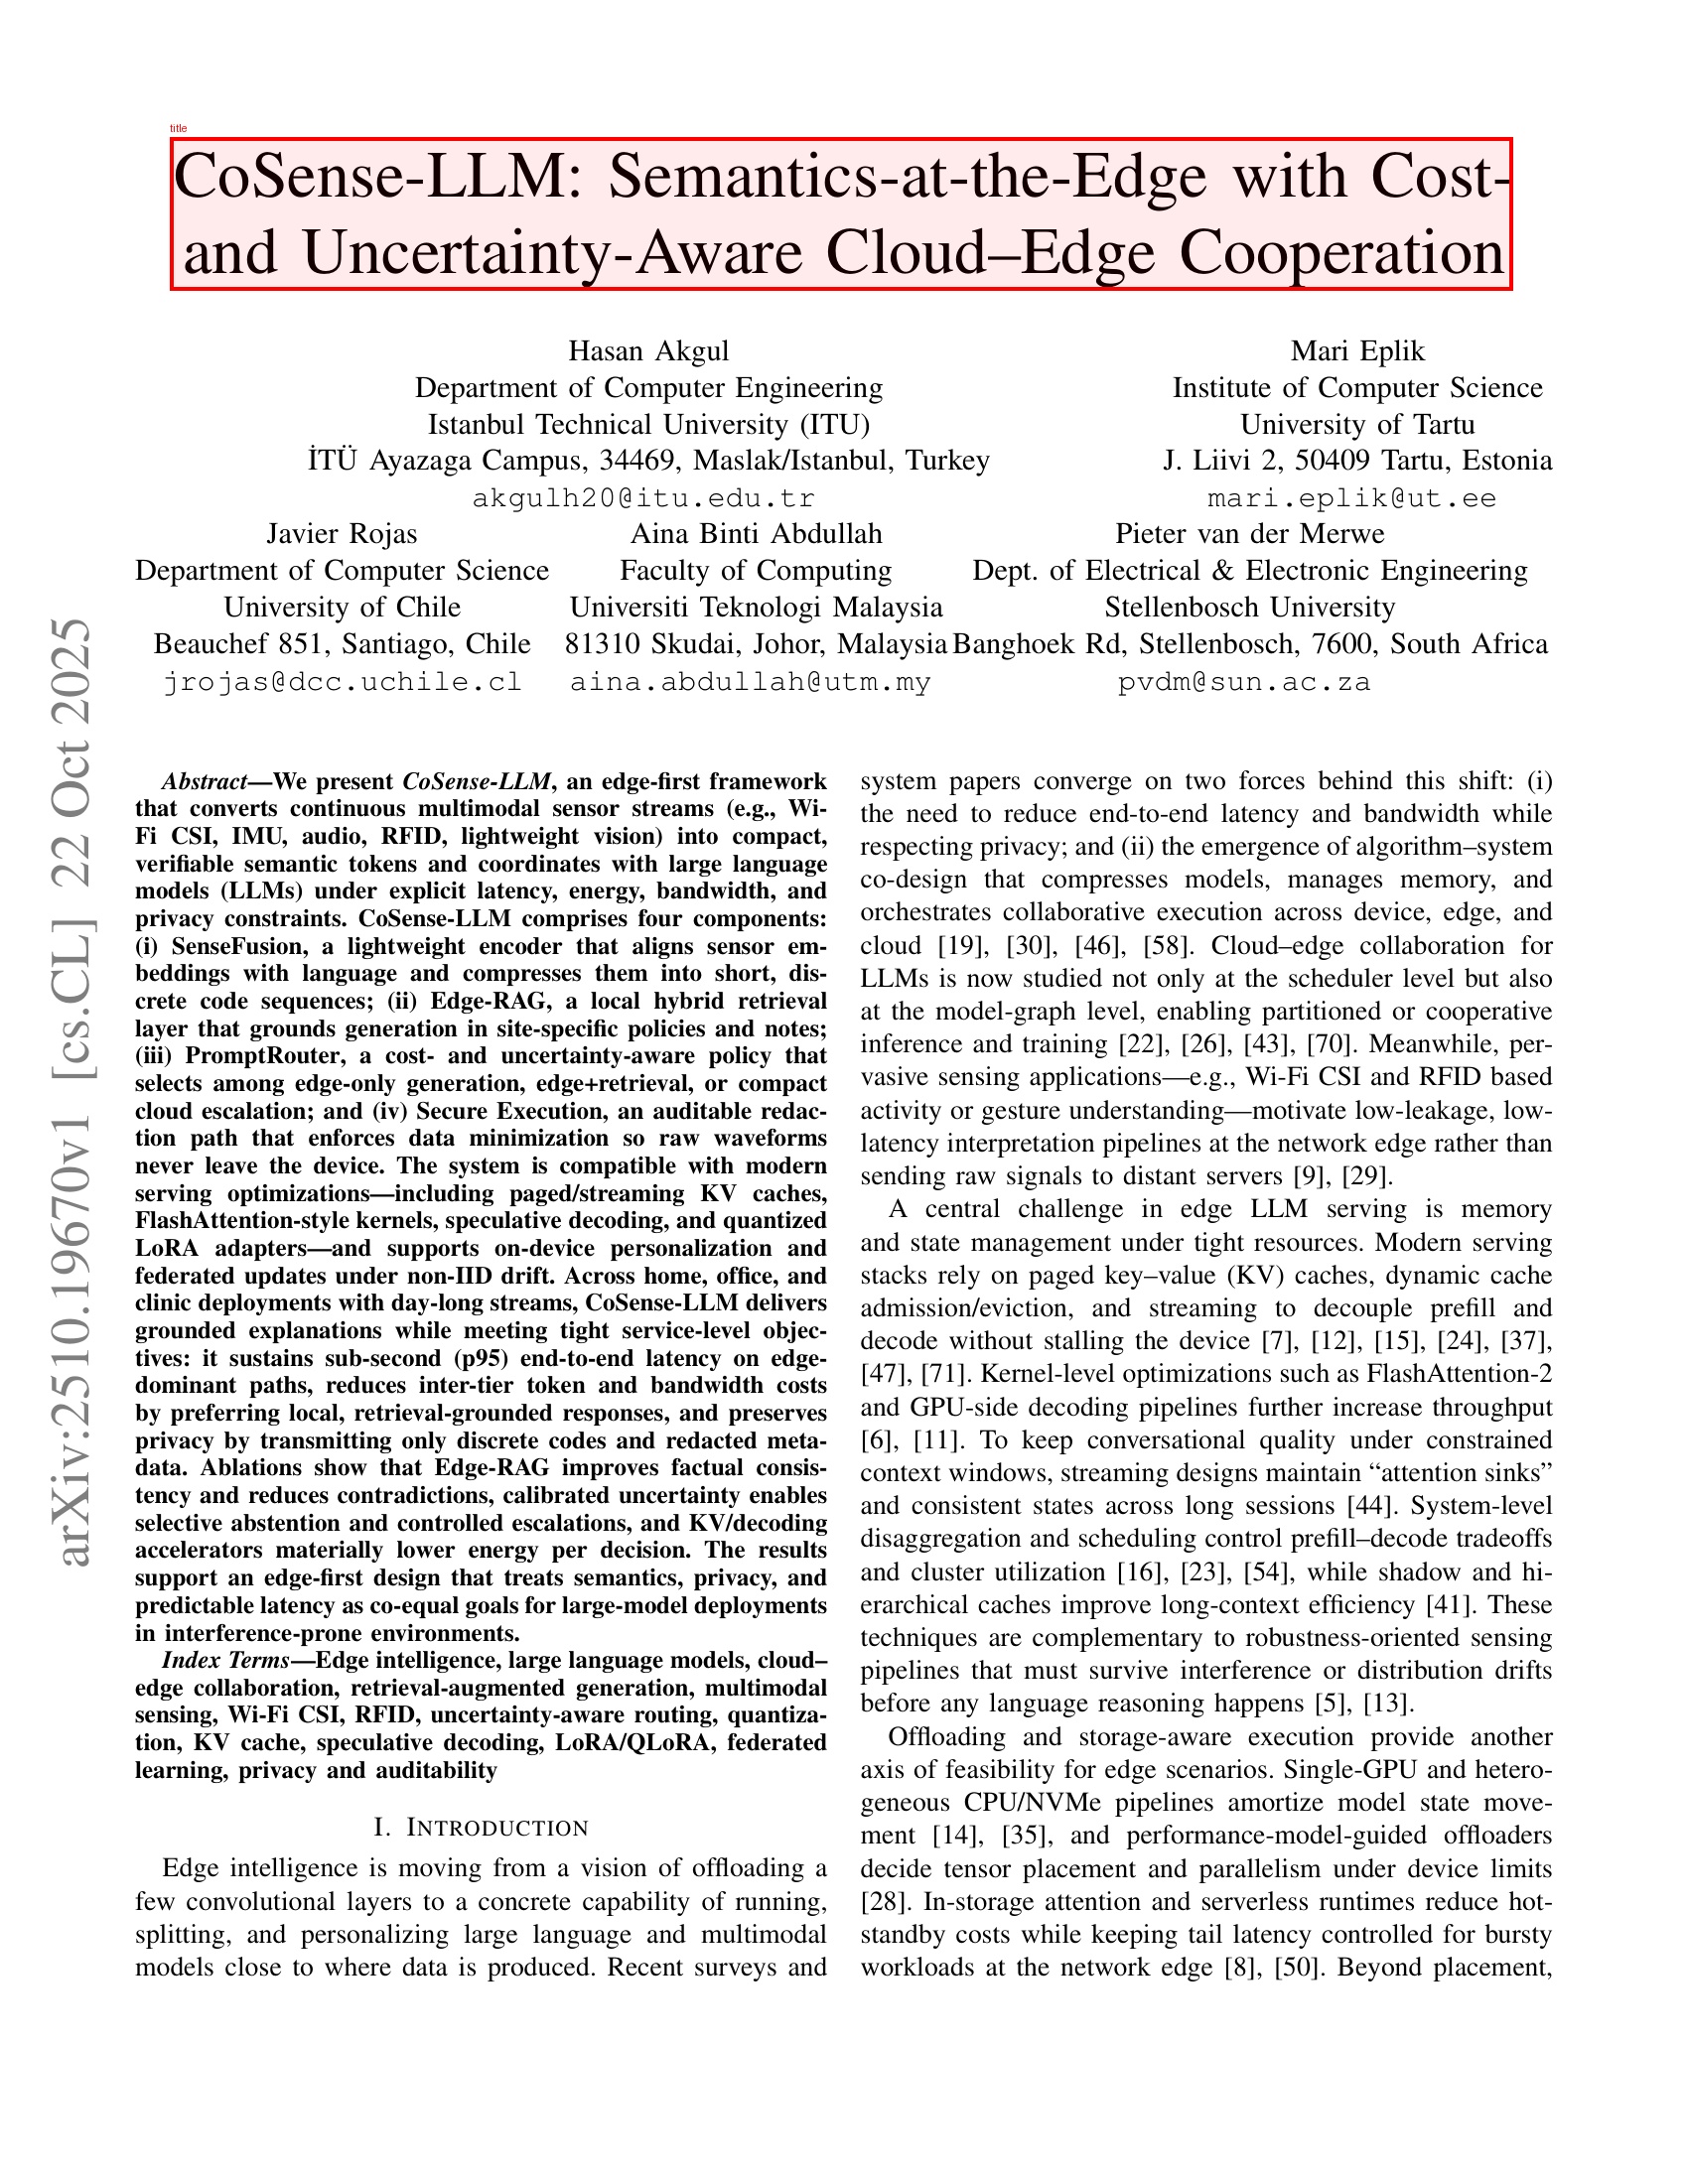 title
CoSense-LLM: Semantics-at-the-Edge with Cost-
and Uncertainty-Aware Cloud–Edge Cooperation
Hasan Akgul
Department of Computer Engineering
Istanbul Technical University (ITU)
İTÜ Ayazaga Campus, 34469, Maslak/Istanbul, Turkey
akgulh20@itu.edu.tr
Mari Eplik
Institute of Computer Science
University of Tartu
J. Liivi 2, 50409 Tartu, Estonia
mari.eplik@ut.ee
Javier Rojas
Department of Computer Science
University of Chile
Beauchef 851, Santiago, Chile
jrojas@dcc.uchile.cl
Aina Binti Abdullah
Faculty of Computing
Universiti Teknologi Malaysia
81310 Skudai, Johor, Malaysia
aina.abdullah@utm.my
Pieter van der Merwe
Dept. of Electrical & Electronic Engineering
Stellenbosch University
Banghoek Rd, Stellenbosch, 7600, South Africa
pvdm@sun.ac.za
arXiv:2510.19670v1 [cs.CL] 22 Oct 2025
Abstract—We present CoSense-LLM, an edge-first framework
that converts continuous multimodal sensor streams (e.g., Wi-
Fi CSI, IMU, audio, RFID, lightweight vision) into compact,
verifiable semantic tokens and coordinates with large language
models (LLMs) under explicit latency, energy, bandwidth, and
privacy constraints. CoSense-LLM comprises four components:
(i) SenseFusion, a lightweight encoder that aligns sensor em-
beddings with language and compresses them into short, dis-
crete code sequences; (ii) Edge-RAG, a local hybrid retrieval
layer that grounds generation in site-specific policies and notes;
(iii) PromptRouter, a cost- and uncertainty-aware policy that
selects among edge-only generation, edge+retrieval, or compact
cloud escalation; and (iv) Secure Execution, an auditable redac-
tion path that enforces data minimization so raw waveforms
never leave the device. The system is compatible with modern
serving optimizations—including paged/streaming KV caches,
FlashAttention-style kernels, speculative decoding, and quantized
LoRA adapters—and supports on-device personalization and
federated updates under non-IID drift. Across home, office, and
clinic deployments with day-long streams, CoSense-LLM delivers
grounded explanations while meeting tight service-level objec-
tives: it sustains sub-second (p95) end-to-end latency on edge-
dominant paths, reduces inter-tier token and bandwidth costs
by preferring local, retrieval-grounded responses, and preserves
privacy by transmitting only discrete codes and redacted meta-
data. Ablations show that Edge-RAG improves factual consis-
tency and reduces contradictions, calibrated uncertainty enables
selective abstention and controlled escalations, and KV/decoding
accelerators materially lower energy per decision. The results
support an edge-first design that treats semantics, privacy, and
predictable latency as co-equal goals for large-model deployments
in interference-prone environments.
Index Terms—Edge intelligence, large language models, cloud–
edge collaboration, retrieval-augmented generation, multimodal
sensing, Wi-Fi CSI, RFID, uncertainty-aware routing, quantiza-
tion, KV cache, speculative decoding, LoRA/QLoRA, federated
learning, privacy and auditability
I. INTRODUCTION
Edge intelligence is moving from a vision of offloading a
few convolutional layers to a concrete capability of running,
splitting, and personalizing large language and multimodal
models close to where data is produced. Recent surveys and
system papers converge on two forces behind this shift: (i)
the need to reduce end-to-end latency and bandwidth while
respecting privacy; and (ii) the emergence of algorithm–system
co-design that compresses models, manages memory, and
orchestrates collaborative execution across device, edge, and
cloud [19], [30], [46], [58]. Cloud–edge collaboration for
LLMs is now studied not only at the scheduler level but also
at the model-graph level, enabling partitioned or cooperative
inference and training [22], [26], [43], [70]. Meanwhile, per-
vasive sensing applications—e.g., Wi-Fi CSI and RFID based
activity or gesture understanding—motivate low-leakage, low-
latency interpretation pipelines at the network edge rather than
sending raw signals to distant servers [9], [29].
A central challenge in edge LLM serving is memory
and state management under tight resources. Modern serving
stacks rely on paged key–value (KV) caches, dynamic cache
admission/eviction, and streaming to decouple prefill and
decode without stalling the device [7], [12], [15], [24], [37],
[47], [71]. Kernel-level optimizations such as FlashAttention-2
and GPU-side decoding pipelines further increase throughput
[6], [11]. To keep conversational quality under constrained
context windows, streaming designs maintain “attention sinks”
and consistent states across long sessions [44]. System-level
disaggregation and scheduling control prefill–decode tradeoffs
and cluster utilization [16], [23], [54], while shadow and hi-
erarchical caches improve long-context efficiency [41]. These
techniques are complementary to robustness-oriented sensing
pipelines that must survive interference or distribution drifts
before any language reasoning happens [5], [13].
Offloading and storage-aware execution provide another
axis of feasibility for edge scenarios. Single-GPU and hetero-
geneous CPU/NVMe pipelines amortize model state move-
ment [14], [35], and performance-model-guided offloaders
decide tensor placement and parallelism under device limits
[28]. In-storage attention and serverless runtimes reduce hot-
standby costs while keeping tail latency controlled for bursty
workloads at the network edge [8], [50]. Beyond placement,